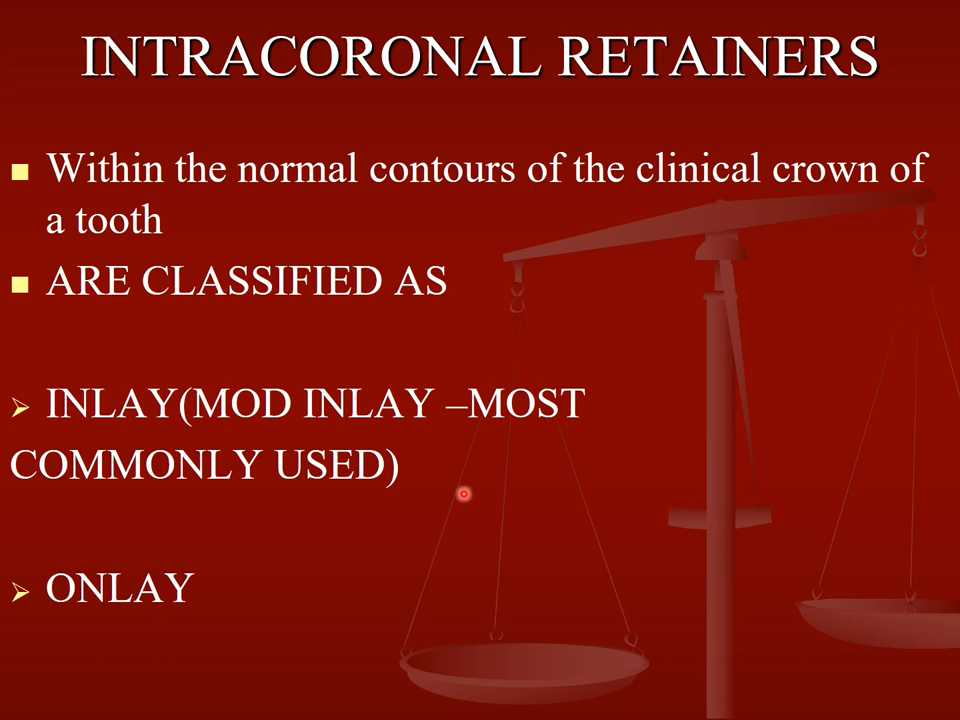 INTRACORONAL RETAINERS
Within the normal contours of the clinical crown of
a tooth
ARE CLASSIFIED AS
INLAY(MOD INLAY –MOST
COMMONLY USED)
ONLAY